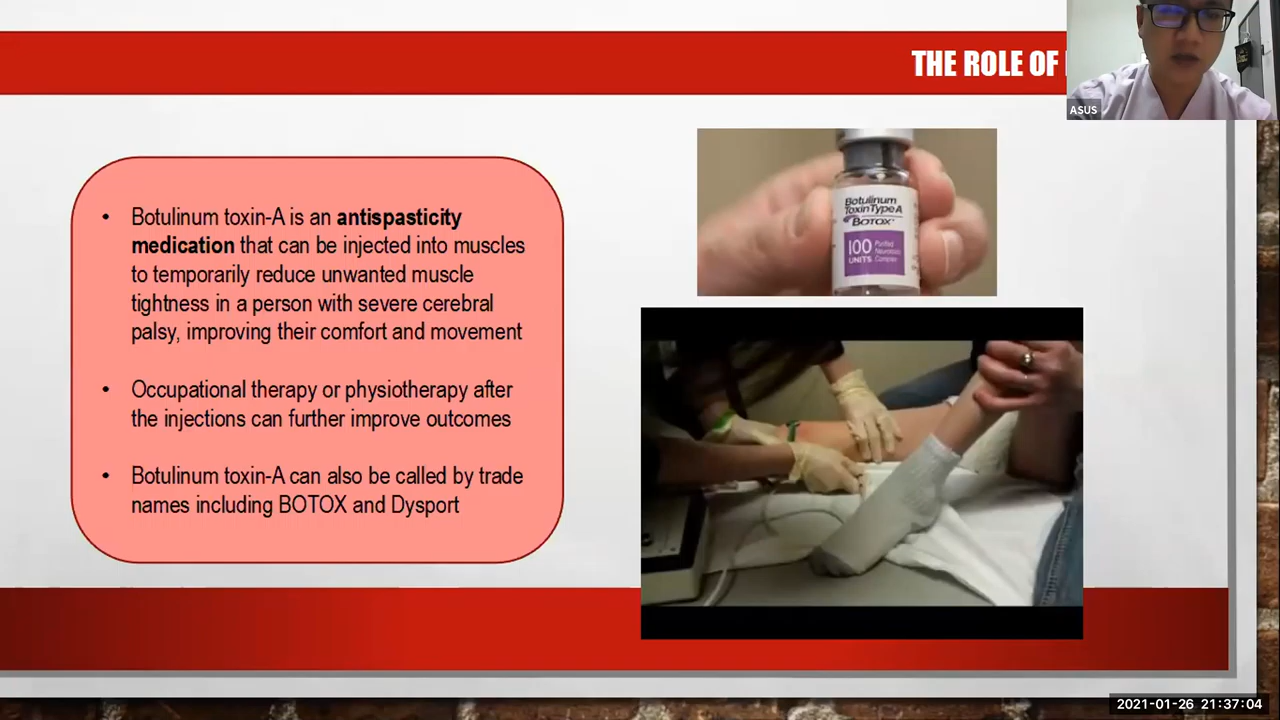 THE ROLE OF
ASUS
• Botulinum toxin-A is an antispasticity
medication that can be injected into muscles
to temporarily reduce unwanted muscle
tightness in a person with severe cerebral
palsy, improving their comfort and movement
• Occupational therapy or physiotherapy after
the injections can further improve outcomes
• Botulinum toxin-A can also be called by trade
names including BOTOX and Dysport
Botulinum
Toxin Type A
BOTOX
100
UNITS
Purified
Neurotoxin
Complex
2021-01-26 21:37:04